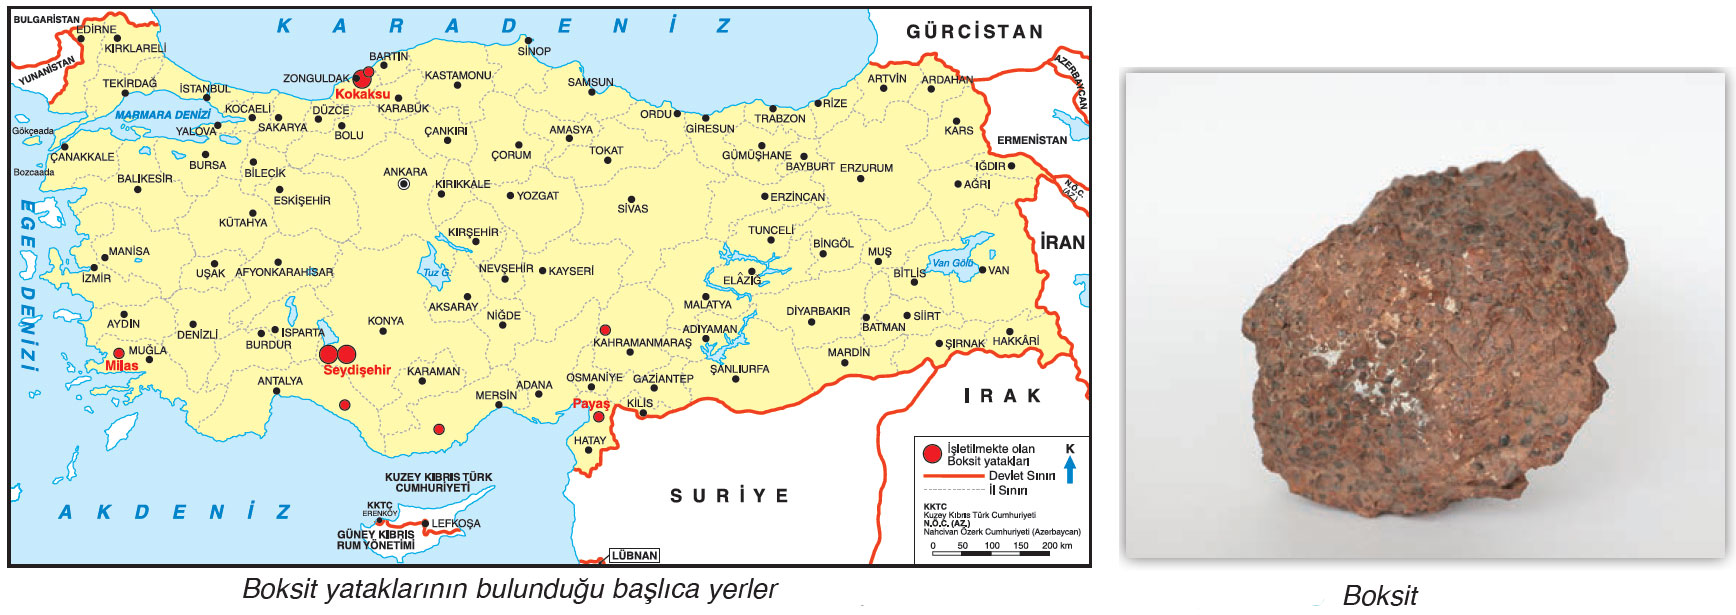 BULGARİSTAN
YUNANİSTAN
K A R A D E N İ Z
GÜRCİSTAN
AZERBAYCAN
EDİRNE
KIRKLARELİ
TEKİRDAĞ
İSTANBUL
MARMARA DENİZİ
YALOVA
KOCAELİ
SAKARYA
DÜZCE
BOLU
ZONGULDAK
Kokaksu
BARTIN
KARABÜK
KASTAMONU
SİNOP
SAMSUN
ORDU
GİRESUN
TRABZON
RİZE
ARTVİN
ARDAHAN
KARS
ERMENİSTAN
IĞDIR
AĞRI
N.Ö.C.
(AZ.)
Gökçeada
ÇANAKKALE
Bozcaada
BALIKESİR
BURSA
BİLECİK
ESKİŞEHİR
KÜTAHYA
ANKARA
ÇANKIRI
KIRIKKALE
ÇORUM
AMASYA
TOKAT
YOZGAT
SİVAS
GÜMÜŞHANE
BAYBURT
ERZURUM
ERZİNCAN
TUNCELİ
BİNGÖL
MUŞ
BİTLİS
Van Gölü
VAN
İRAN
EGE DENİZİ
MANİSA
İZMİR
UŞAK
AFYONKARAHİSAR
KIRŞEHİR
Tuz G.
NEVŞEHİR
KAYSERİ
AKSARAY
NİĞDE
ELÂZIĞ
MALATYA
ADIYAMAN
DİYARBAKIR
BATMAN
SİİRT
ŞIRNAK
HAKKÂRİ
AYDIN
DENİZLİ
BURDUR
ISPARTA
KONYA
Milas
MUĞLA
Seydişehir
ANTALYA
KARAMAN
MERSİN
ADANA
OSMANİYE
KAHRAMANMARAŞ
GAZİANTEP
KİLİS
ŞANLIURFA
MARDİN
Payaş
HATAY
I R A K
S U R İ Y E
LÜBNAN
A K D E N İ Z
KUZEY KIBRIS TÜRK
CUMHURİYETİ
KKTC
ERENKÖY
LEFKOŞA
GÜNEY KIBRIS
RUM YÖNETİMİ
İşletilmekte olan
Boksit yatakları
K
Devlet Sınırı
İl Sınırı
KKTC
Kuzey Kıbrıs Türk Cumhuriyeti
N.Ö.C. (AZ.)
Nahcivan Özerk Cumhuriyeti (Azerbaycan)
0 50 100 150 200 km
Boksit yataklarının bulunduğu başlıca yerler
Boksit